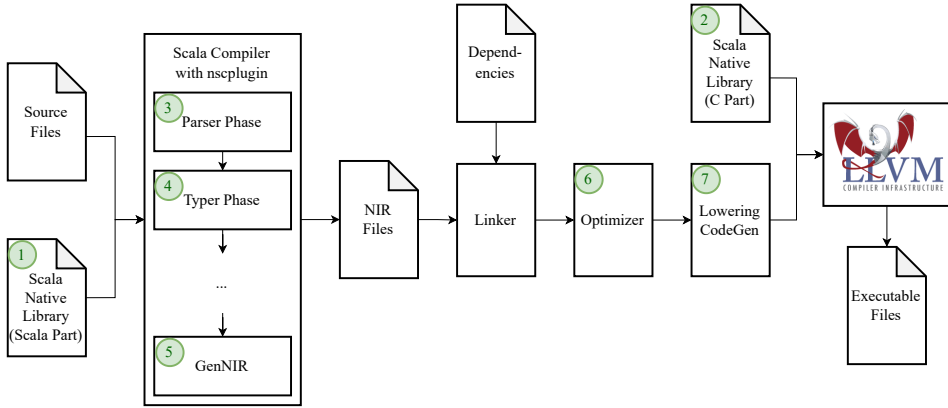 Source
Files
1
Scala
Native
Library
(Scala Part)
Scala Compiler
with nscplugin
3
Parser Phase
4
Typer Phase
...
5
GenNIR
NIR
Files
Depend-
encies
Linker
6
Optimizer
2
Scala
Native
Library
(C Part)
7
Lowering
CodeGen
LLVM
COMPILER INFRASTRUCTURE
Executable
Files